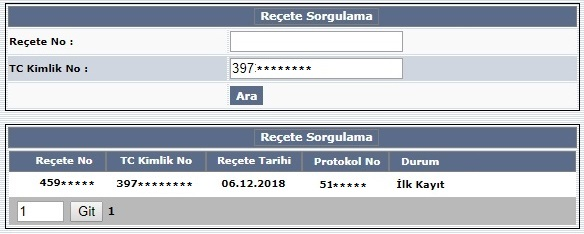 Reçete Sorgulama
Reçete No :
TC Kimlik No : 397********
Ara
Reçete Sorgulama
Reçete No TC Kimlik No Reçete Tarihi Protokol No Durum
459***** 397******** 06.12.2018 51***** İlk Kayıt
1 Git 1